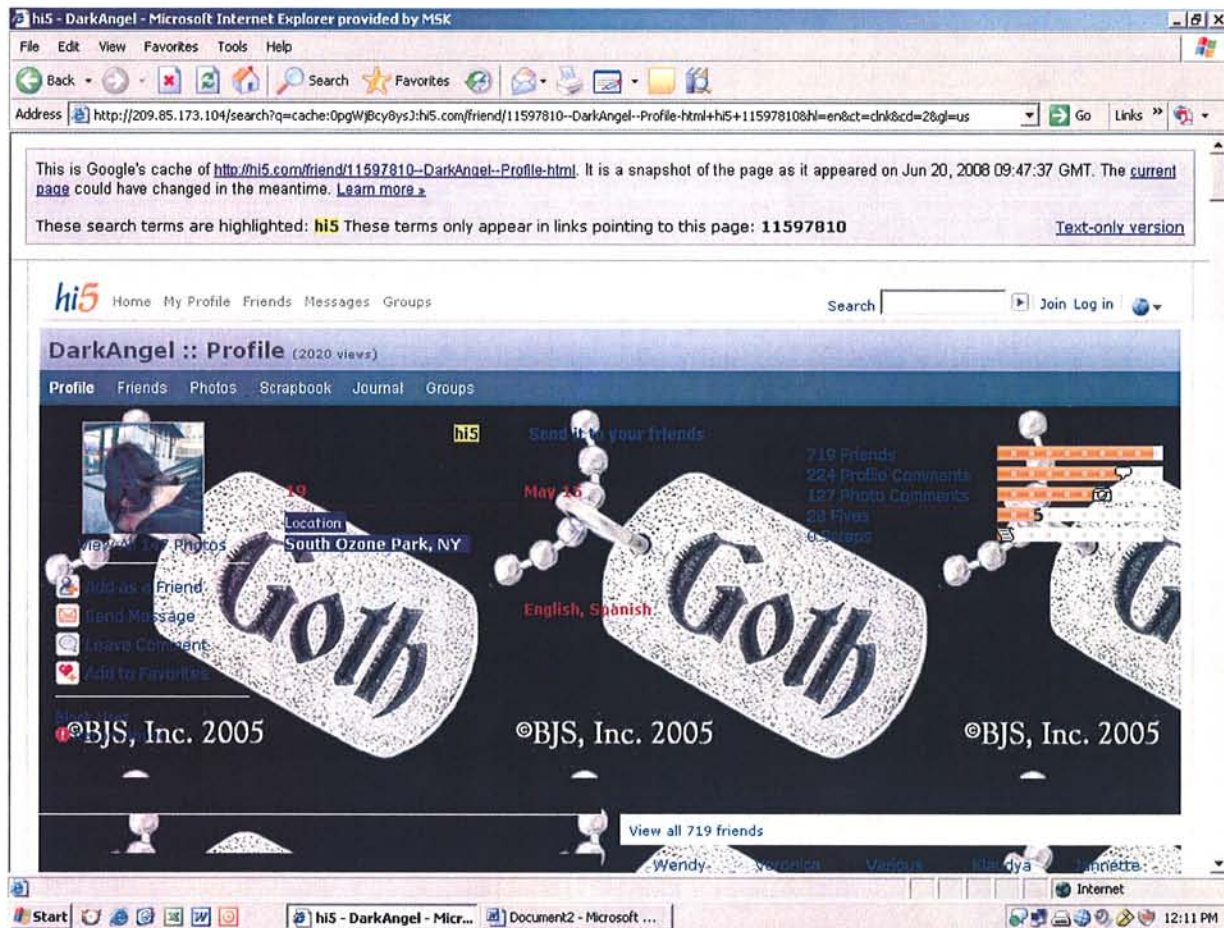 hi5 - DarkAngel - Microsoft Internet Explorer provided by MSK
File Edit View Favorites Tools Help
Back Search Favorites
Address http://209.85.173.104/search?q=cache:0pgWjBcy8ysJ:hi5.com/friend/11597810--DarkAngel--Profile-html+hi5+11597810&hl=en&ct=clnk&cd=2&gl=us Go Links »
This is Google's cache of http://hi5.com/friend/11597810--DarkAngel--Profile-html. It is a snapshot of the page as it appeared on Jun 20, 2008 09:47:37 GMT. The current
page could have changed in the meantime. Learn more »
These search terms are highlighted: hi5 These terms only appear in links pointing to this page: 11597810 Text-only version
hi5 Home My Profile Friends Messages Groups Search Join Log in
DarkAngel :: Profile (2020 views)
Profile Friends Photos Scrapbook Journal Groups
hi5 Send it to your friends
719 Friends
224 Profile Comments
19 May 15 127 Photo Comments
28 Fives 5
Location 0 Scraps
View All Photos South Ozone Park, NY
Add as a Friend
Send Message English, Spanish
Leave Comment
Add to Favorites
Goth Goth Goth
©BJS, Inc. 2005 ©BJS, Inc. 2005 ©BJS, Inc. 2005
View all 719 friends
Wendy Veronica Various Klaudya Jannette
Internet
Start hi5 - DarkAngel - Micr... Document2 - Microsoft ... 12:11 PM